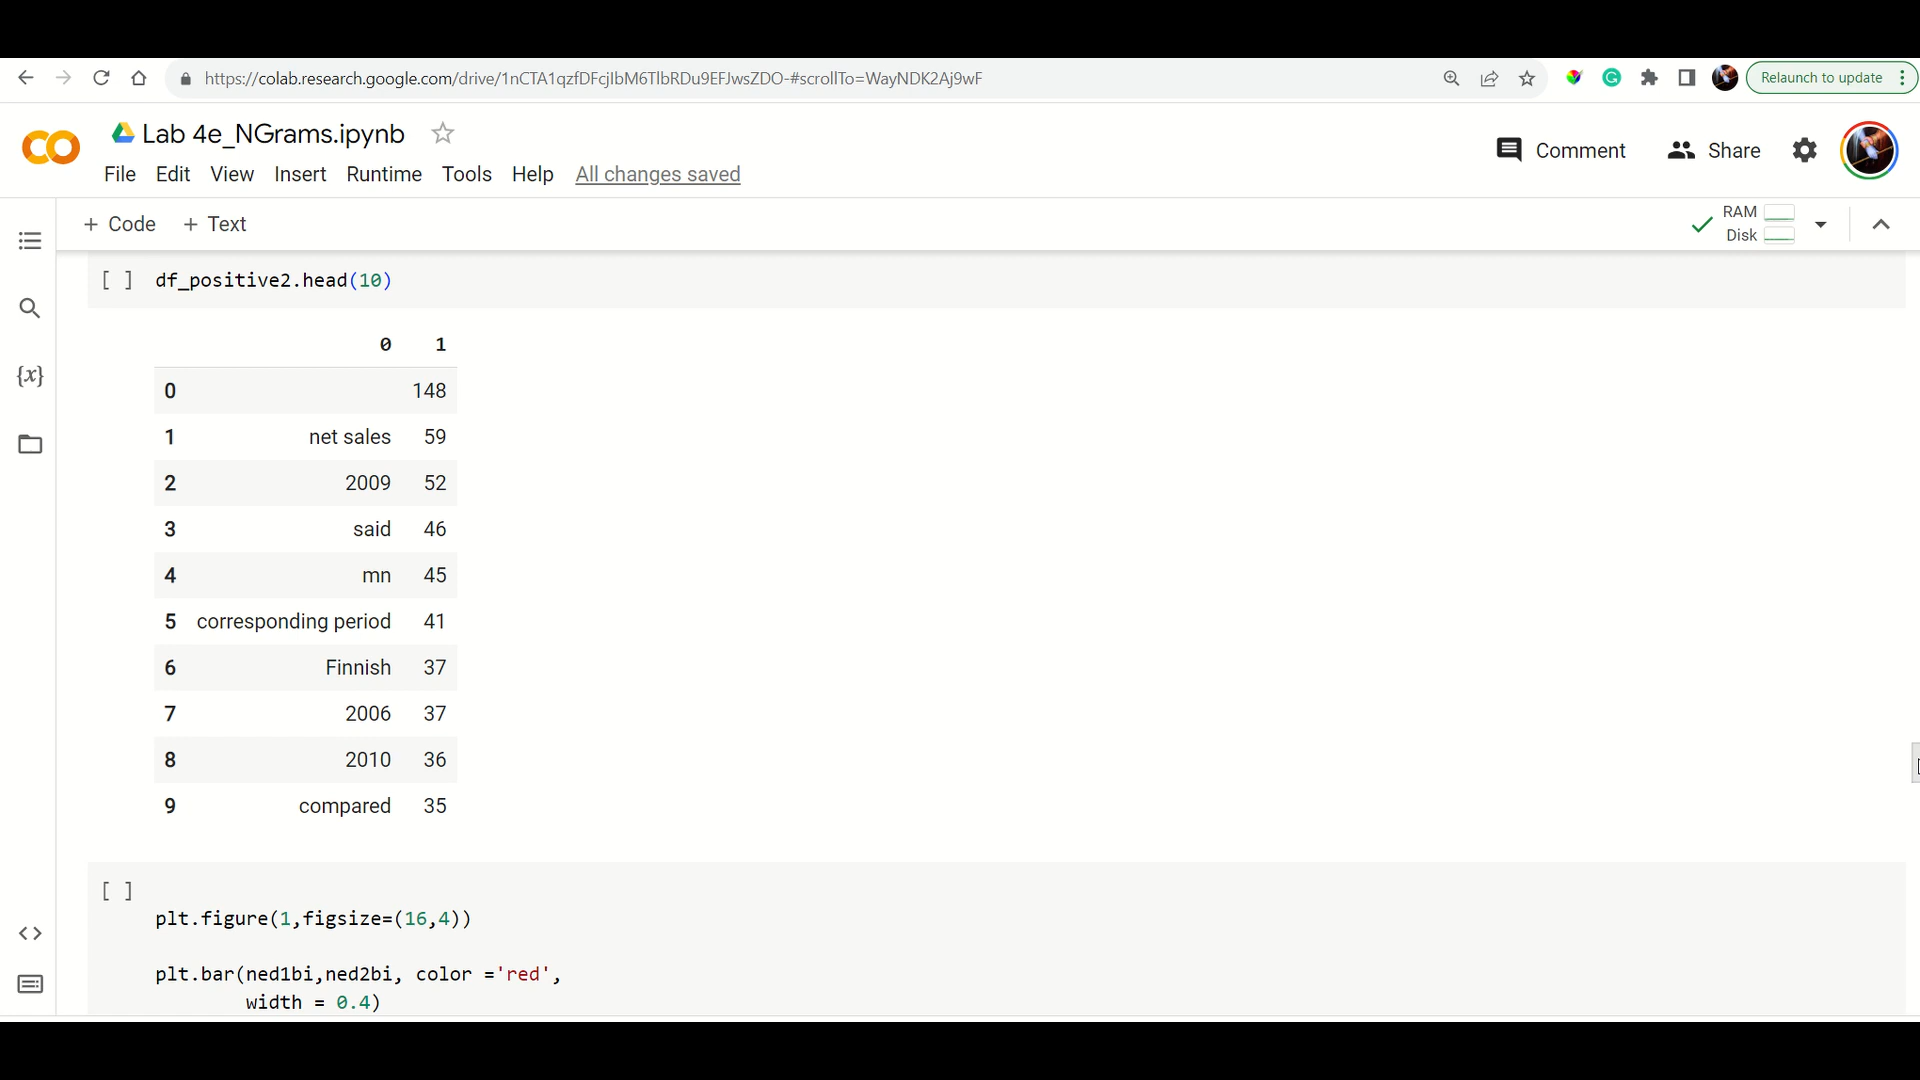 https://colab.research.google.com/drive/1nCTA1qzfDFcjIbM6TlbRDu9EFJwsZDO-#scrollTo=WayNDK2Aj9wF
Relaunch to update
Lab 4e_NGrams.ipynb
File Edit View Insert Runtime Tools Help All changes saved
Comment Share
+ Code + Text
RAM
Disk
{x}
[ ] df_positive2.head(10)
0 1
0 148
1 net sales 59
2 2009 52
3 said 46
4 mn 45
5 corresponding period 41
6 Finnish 37
7 2006 37
8 2010 36
9 compared 35
[ ]
plt.figure(1,figsize=(16,4))
plt.bar(ned1bi,ned2bi, color ='red',
width = 0.4)